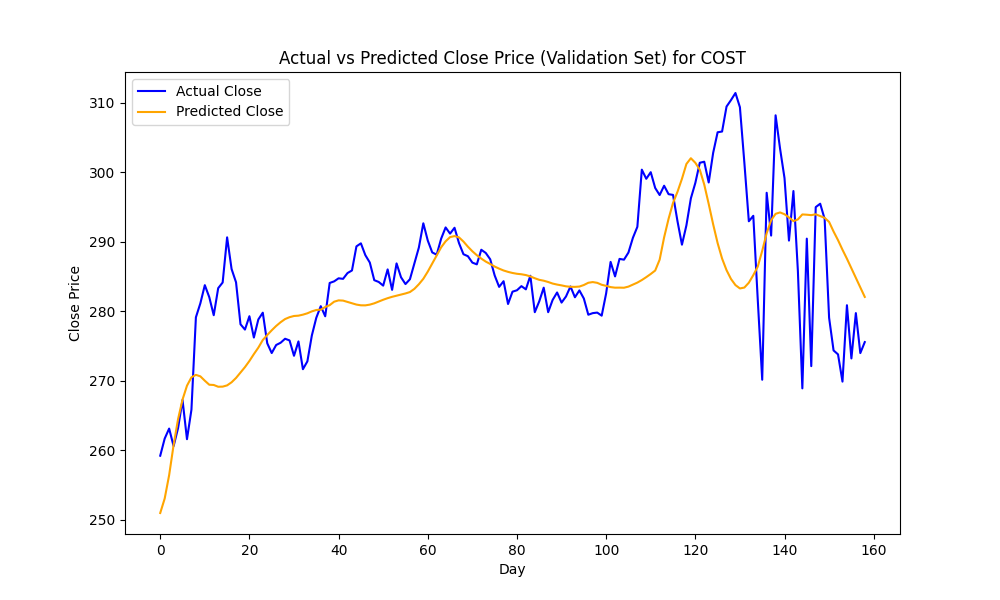 Actual vs Predicted Close Price (Validation Set) for COST
Actual Close
Predicted Close
310
300
290
280
270
260
250
Close Price
0 20 40 60 80 100 120 140 160
Day